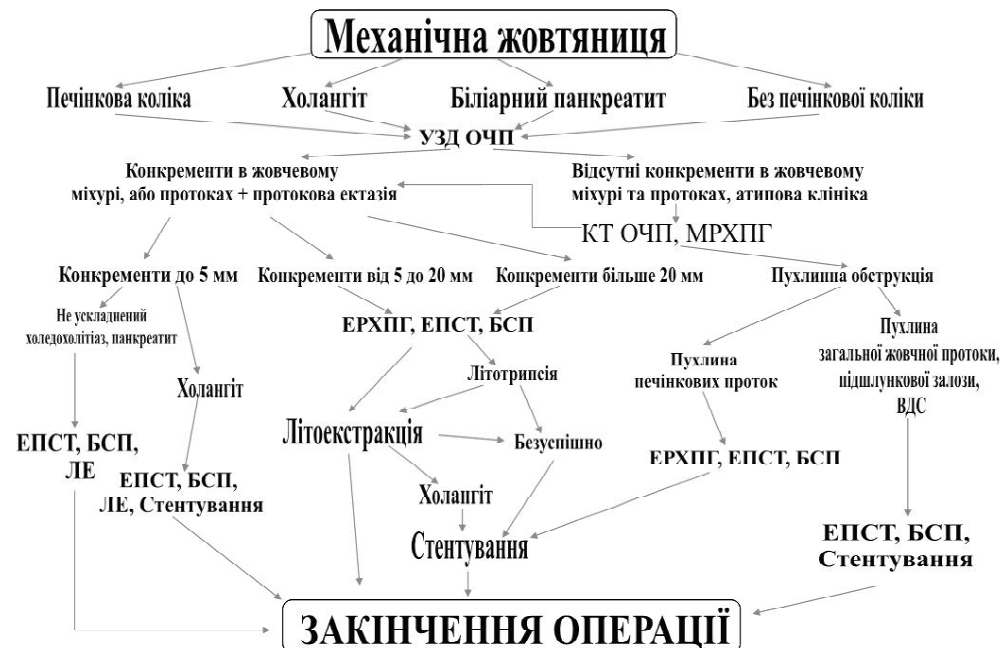 Механічна жовтяниця
Печінкова коліка
Холангіт
Біліарний панкреатит
Без печінкової коліки
УЗД ОЧП
Конкременти в жовчевому
міхурі, або протоках + протокова ектазія
Відсутні конкременти в жовчевому
міхурі та протоках, атипова клініка
КТ ОЧП, МРХПГ
Конкременти до 5 мм
Конкременти від 5 до 20 мм
Конкременти більше 20 мм
Пухлинна обструкція
Не ускладнений
холедохолітіаз, панкреатит
ЕРХПГ, ЕПСТ, БСП
Пухлина
загальної жовчної протоки,
підшлункової залози,
ВДС
Холангіт
Літотрипсія
Пухлина
печінкових проток
Літоекстракція
Безуспішно
ЕПСТ, БСП,
ЛЕ
ЕРХПГ, ЕПСТ, БСП
ЕПСТ, БСП,
ЛЕ, Стентування
Холангіт
Стентування
ЕПСТ, БСП,
Стентування
ЗАКІНЧЕННЯ ОПЕРАЦІЇ